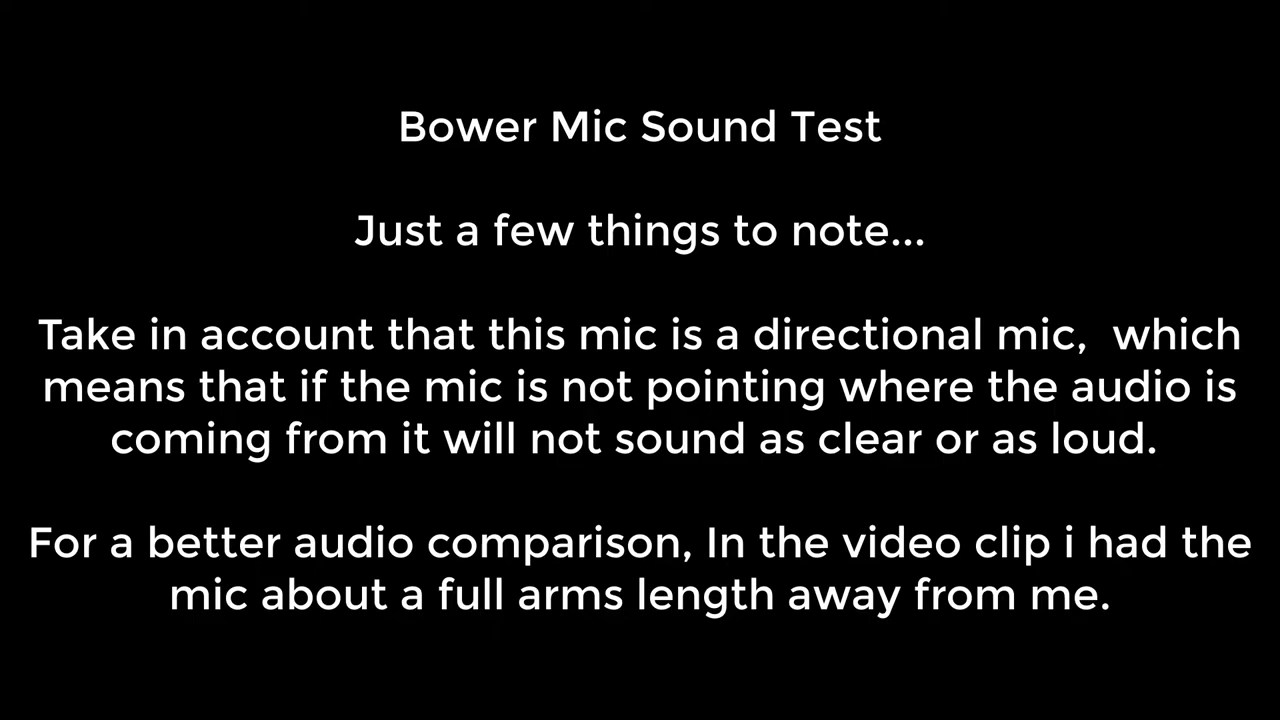 Bower Mic Sound Test
Just a few things to note...
Take in account that this mic is a directional mic,  which
means that if the mic is not pointing where the audio is
coming from it will not sound as clear or as loud.
For a better audio comparison, In the video clip i had the
mic about a full arms length away from me.